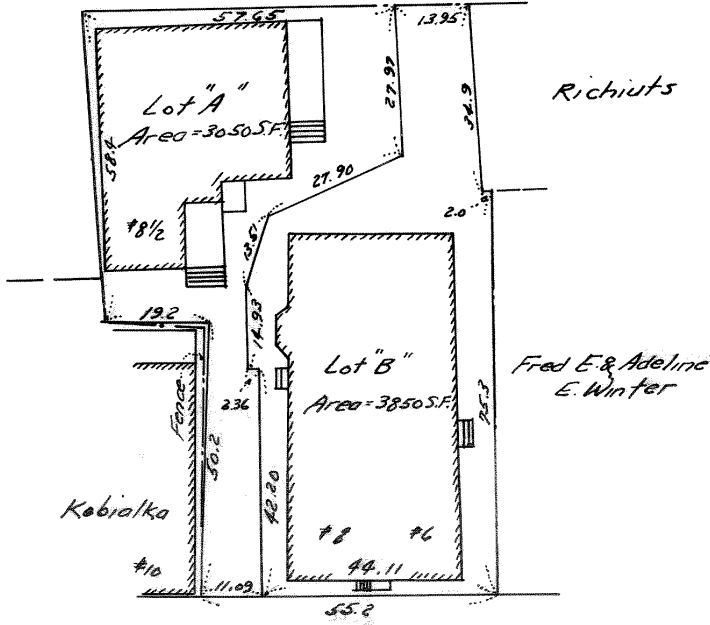 57.65
13.95
27.97
34.9
Richiuts
Lot "A"
Area=3050 S.F.
58.4
27.90
2.0
#8½
13.51
19.2
14.93
Lot "B"
Area=3850 S.F.
Fred E. & Adeline
E. Winter
75.3
2.36
Fence
50.2
42.20
Kobialka
#8
#6
#10
44.11
11.09
55.2